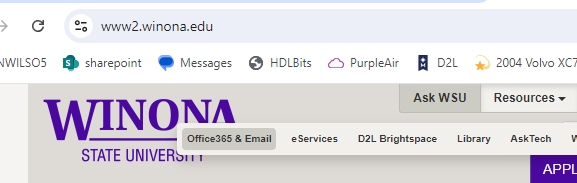 www2.winona.edu
NWILSO5 sharepoint Messages HDLBits PurpleAir D2L 2004 Volvo XC7
Ask WSU Resources
WINONA
Office365 & Email eServices D2L Brightspace Library AskTech W
STATE UNIVERSITY
APPL